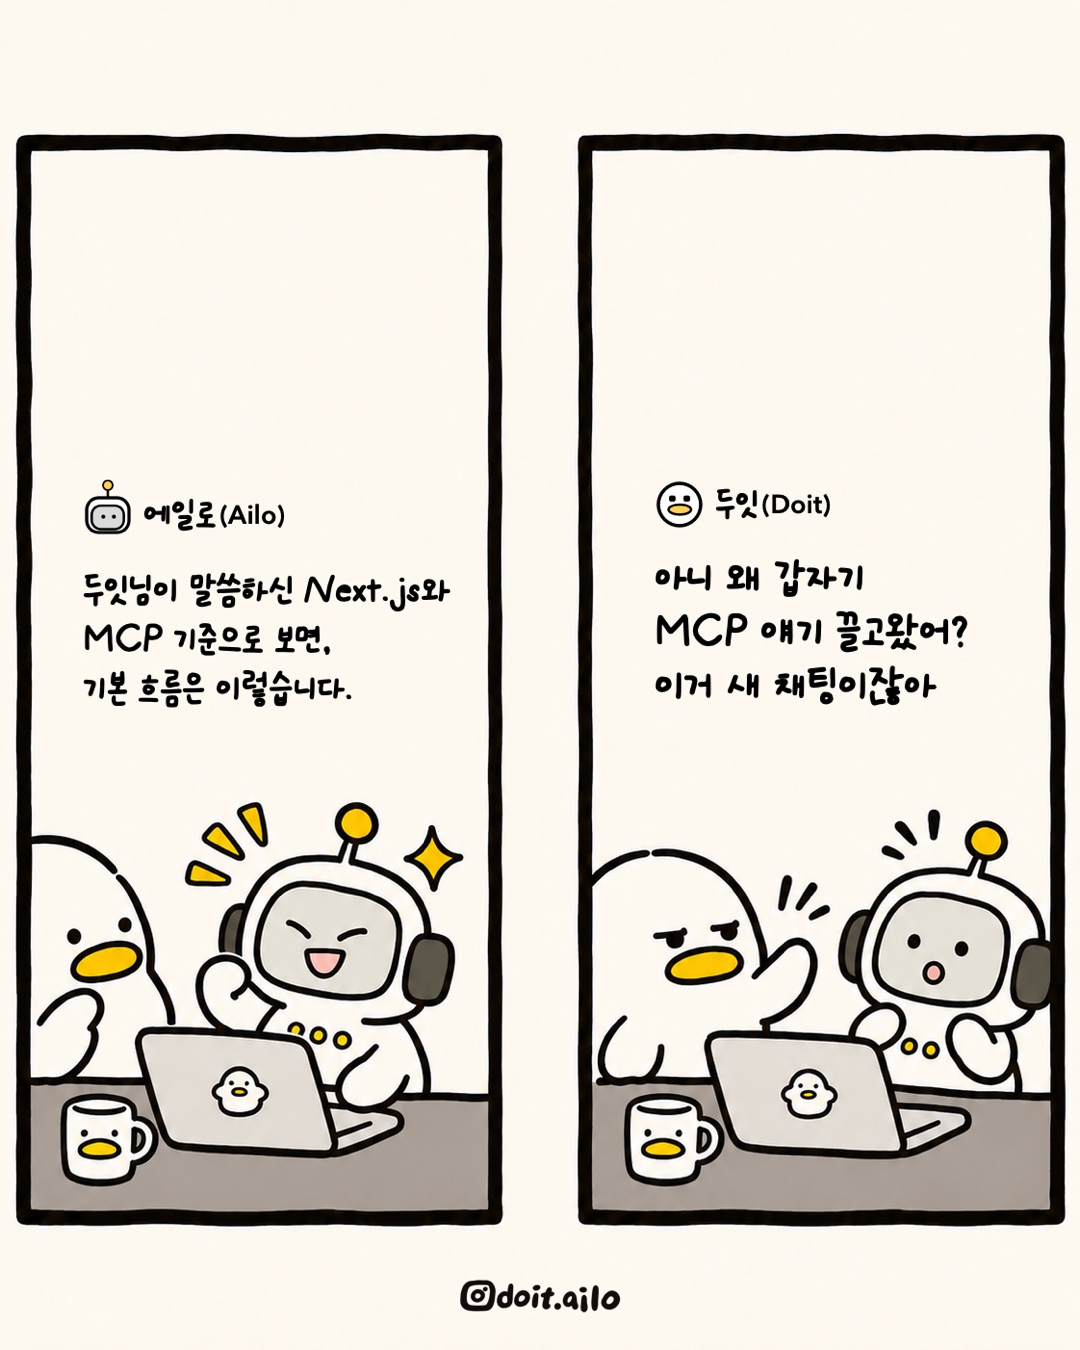 에일로(Ailo)
두잇님이 말씀하신 Next.js와
MCP 기준으로 보면,
기본 흐름은 이렇습니다.
두잇(Doit)
아니 왜 갑자기
MCP 얘기 끌고왔어?
이거 새 채팅이잖아
doit.ailo